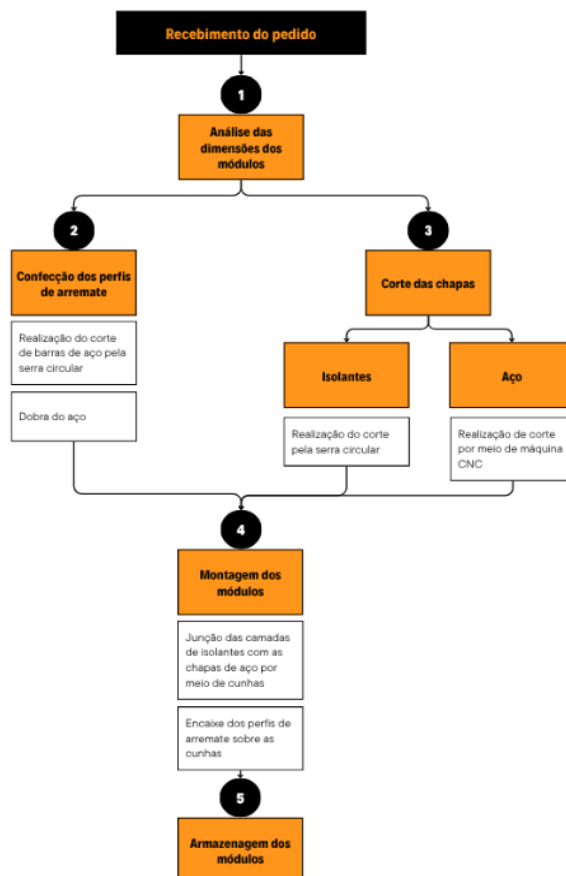 Recebimento do pedido
1
Análise das
dimensões dos
módulos
2
Confecção dos perfis
de arremate
Realização do corte
de barras de aço pela
serra circular
Dobra do aço
3
Corte das chapas
Isolantes
Realização do corte
pela serra circular
Aço
Realização de corte
por meio de máquina
CNC
4
Montagem dos
módulos
Junção das camadas
de isolantes com as
chapas de aço por
meio de cunhas
Encaixe dos perfis de
arremate sobre as
cunhas
5
Armazenagem dos
módulos